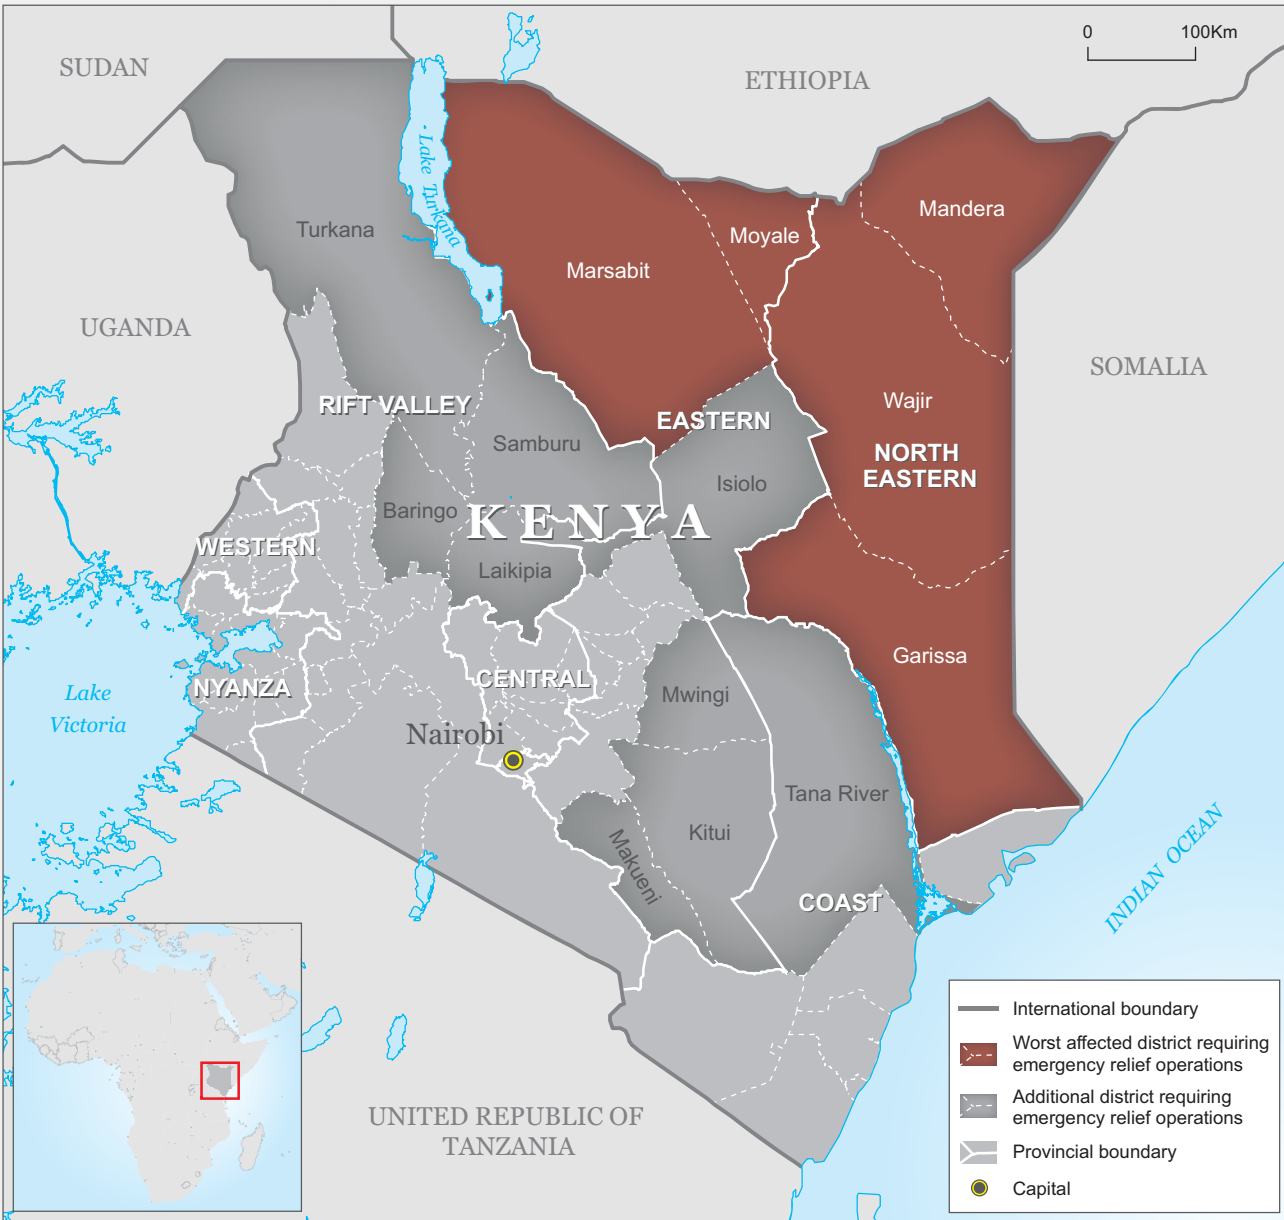 0 100Km
SUDAN
ETHIOPIA
Lake Turkana
Mandera
Turkana
Moyale
Marsabit
UGANDA
SOMALIA
RIFT VALLEY
Wajir
EASTERN
Samburu
NORTH
EASTERN
Isiolo
Baringo
KENYA
WESTERN
Laikipia
Garissa
CENTRAL
NYANZA
Mwingi
Lake
Victoria
Nairobi
Tana River
Kitui
Makueni
COAST
INDIAN OCEAN
UNITED REPUBLIC OF
TANZANIA
International boundary
Worst affected district requiring
emergency relief operations
Additional district requiring
emergency relief operations
Provincial boundary
Capital